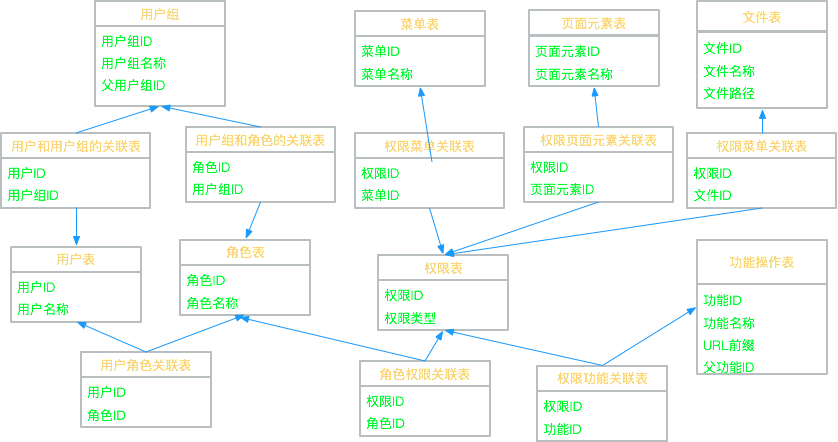 用户组
用户组ID
用户组名称
父用户组ID
菜单表
菜单ID
菜单名称
页面元素表
页面元素ID
页面元素名称
文件表
文件ID
文件名称
文件路径
用户和用户组的关联表
用户ID
用户组ID
用户组和角色的关联表
角色ID
用户组ID
权限菜单关联表
权限ID
菜单ID
权限页面元素关联表
权限ID
页面元素ID
权限菜单关联表
权限ID
文件ID
用户表
用户ID
用户名称
角色表
角色ID
角色名称
权限表
权限ID
权限类型
功能操作表
功能ID
功能名称
URL前缀
父功能ID
用户角色关联表
用户ID
角色ID
角色权限关联表
权限ID
角色ID
权限功能关联表
权限ID
功能ID